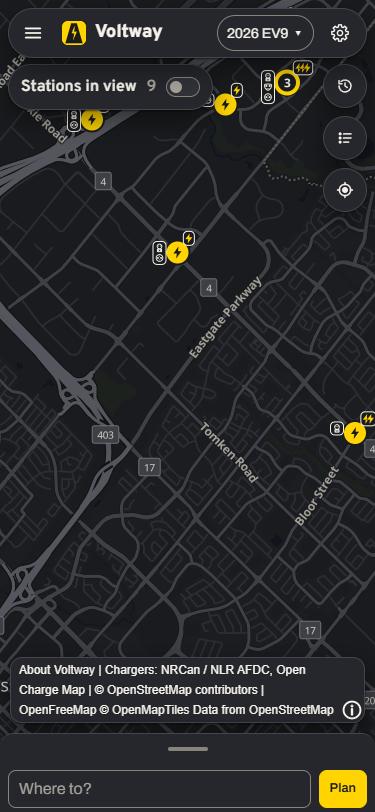 Voltway
2026 EV9
Stations in view 9
3
4
4
Eastgate Parkway
403
17
Tomken Road
Bloor Street
4
17
About Voltway | Chargers: NRCan / NLR AFDC, Open
Charge Map | © OpenStreetMap contributors |
OpenFreeMap © OpenMapTiles Data from OpenStreetMap
20
Where to?
Plan